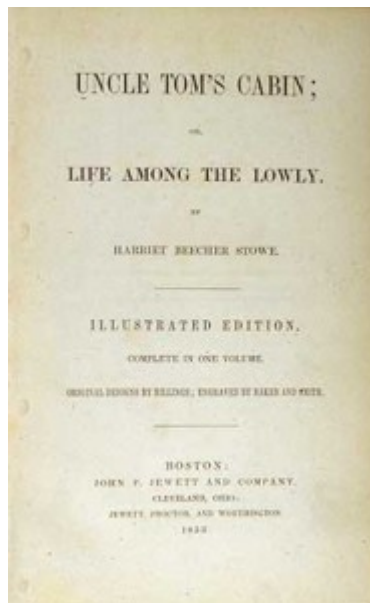 UNCLE TOM'S CABIN;
OR,
LIFE AMONG THE LOWLY.
BY
HARRIET BEECHER STOWE.
ILLUSTRATED EDITION.
COMPLETE IN ONE VOLUME.
ORIGINAL DESIGNS BY BILLINGS; ENGRAVED BY BAKER AND SMITH.
BOSTON:
JOHN P. JEWETT AND COMPANY.
CLEVELAND, OHIO:
JEWETT, PROCTOR, AND WORTHINGTON.
1853